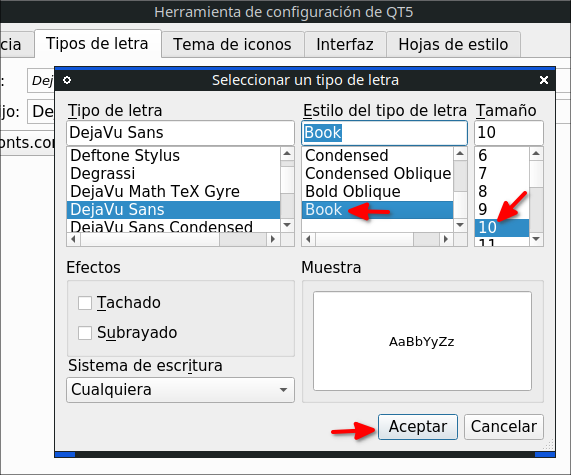 Herramienta de configuración de QT5
cia
Tipos de letra
Tema de iconos
Interfaz
Hojas de estilo
Seleccionar un tipo de letra
Tipo de letra
Estilo del tipo de letra
Tamaño
DejaVu Sans
Book
10
Deftone Stylus
Degrassi
DejaVu Math TeX Gyre
DejaVu Sans
DejaVu Sans Condensed
Condensed
Condensed Oblique
Bold Oblique
Book
6
7
8
9
10
11
:
Dej
ijo:
De
onts.con
Efectos
Tachado
Subrayado
Muestra
AaBbYyZz
Sistema de escritura
Cualquiera
Aceptar
Cancelar